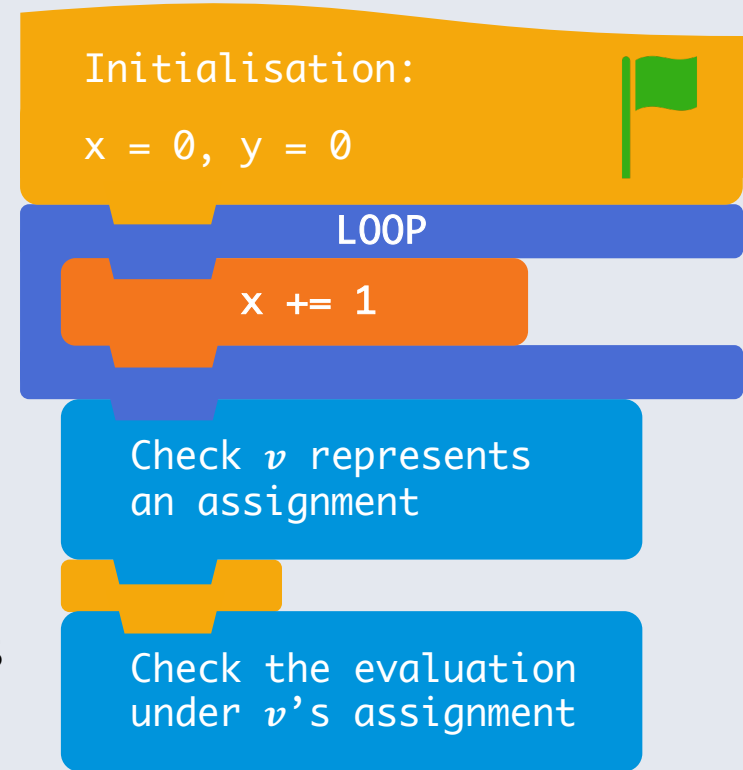 Initialisation:
x = 0, y = 0
LOOP
x += 1
Check v represents
an assignment
Check the evaluation
under v’s assignment